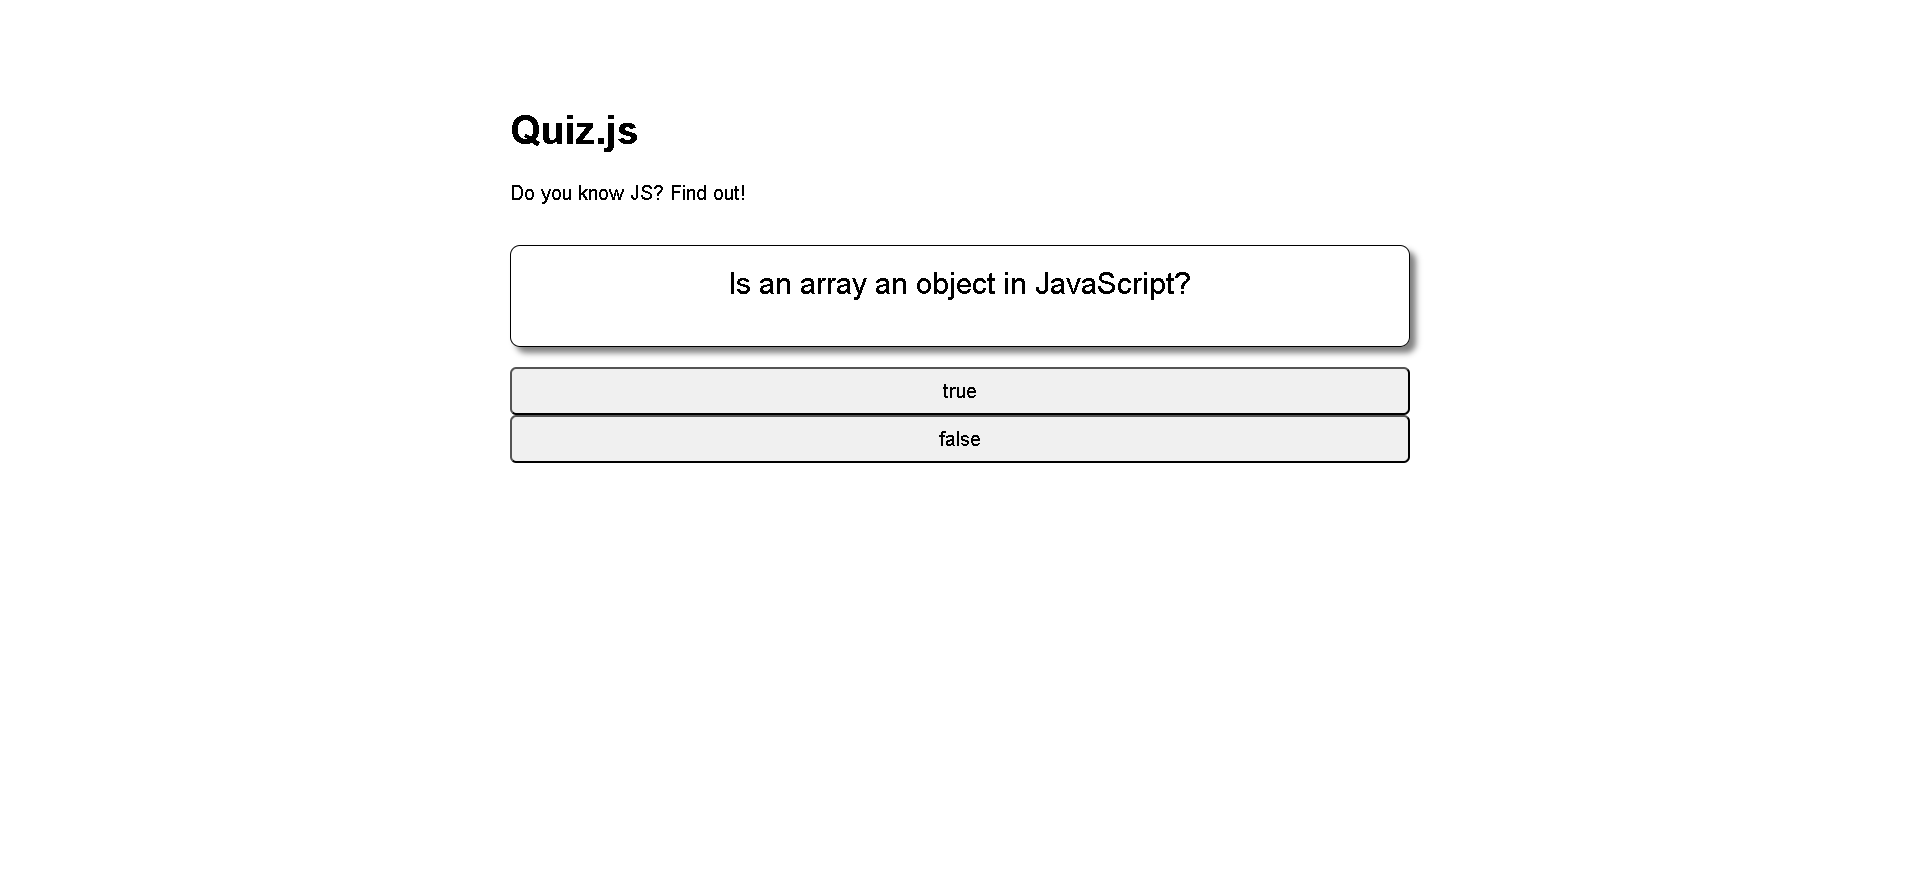 Quiz.js
Do you know JS? Find out!
Is an array an object in JavaScript?
true
false